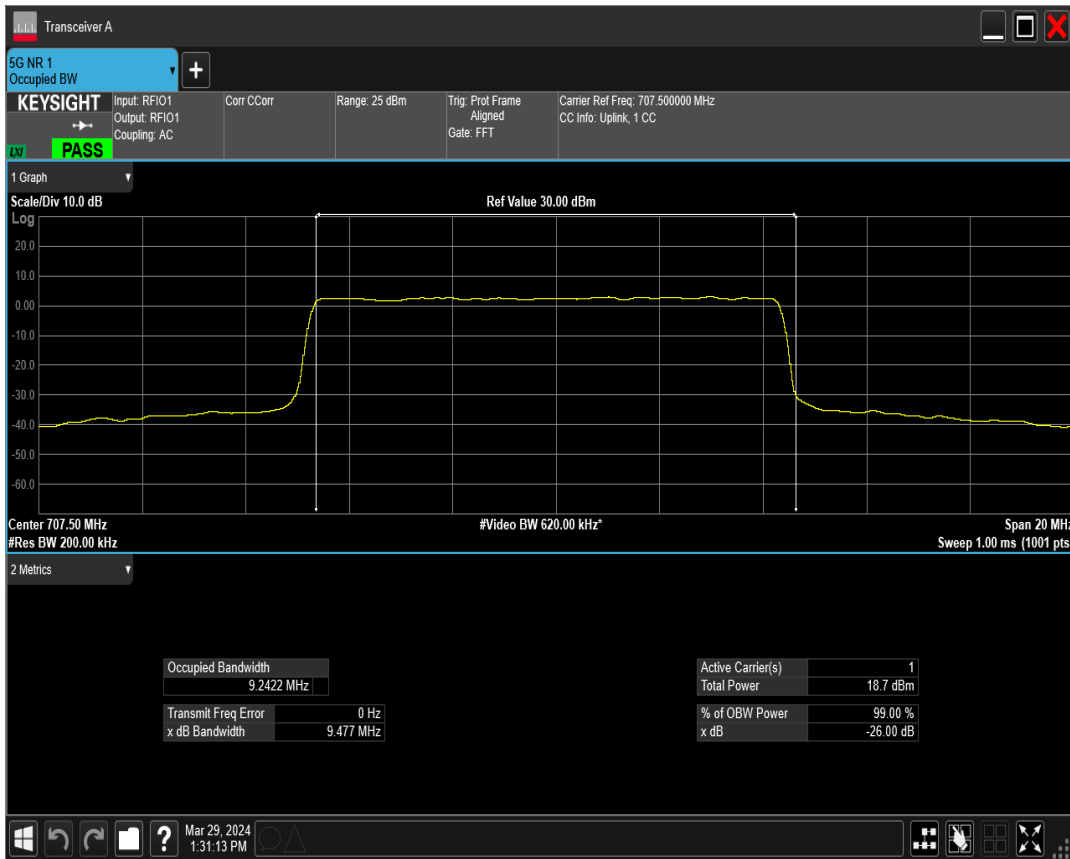 Transceiver A
5G NR 1
Occupied BW
KEYSIGHT
LXI
PASS
Input: RFIO1
Output: RFIO1
Coupling: AC
Corr CCorr
Range: 25 dBm
Trig: Prot Frame
Aligned
Gate: FFT
Carrier Ref Freq: 707.500000 MHz
CC Info: Uplink, 1 CC
1 Graph
Scale/Div 10.0 dB
Ref Value 30.00 dBm
Log
20.0
10.0
0.00
-10.0
-20.0
-30.0
-40.0
-50.0
-60.0
Center 707.50 MHz
#Video BW 620.00 kHz*
Span 20 MHz
#Res BW 200.00 kHz
Sweep 1.00 ms (1001 pts
2 Metrics
Occupied Bandwidth
9.2422 MHz
Transmit Freq Error 0 Hz
x dB Bandwidth 9.477 MHz
Active Carrier(s) 1
Total Power 18.7 dBm
% of OBW Power 99.00 %
x dB -26.00 dB
?
Mar 29, 2024
1:31:13 PM